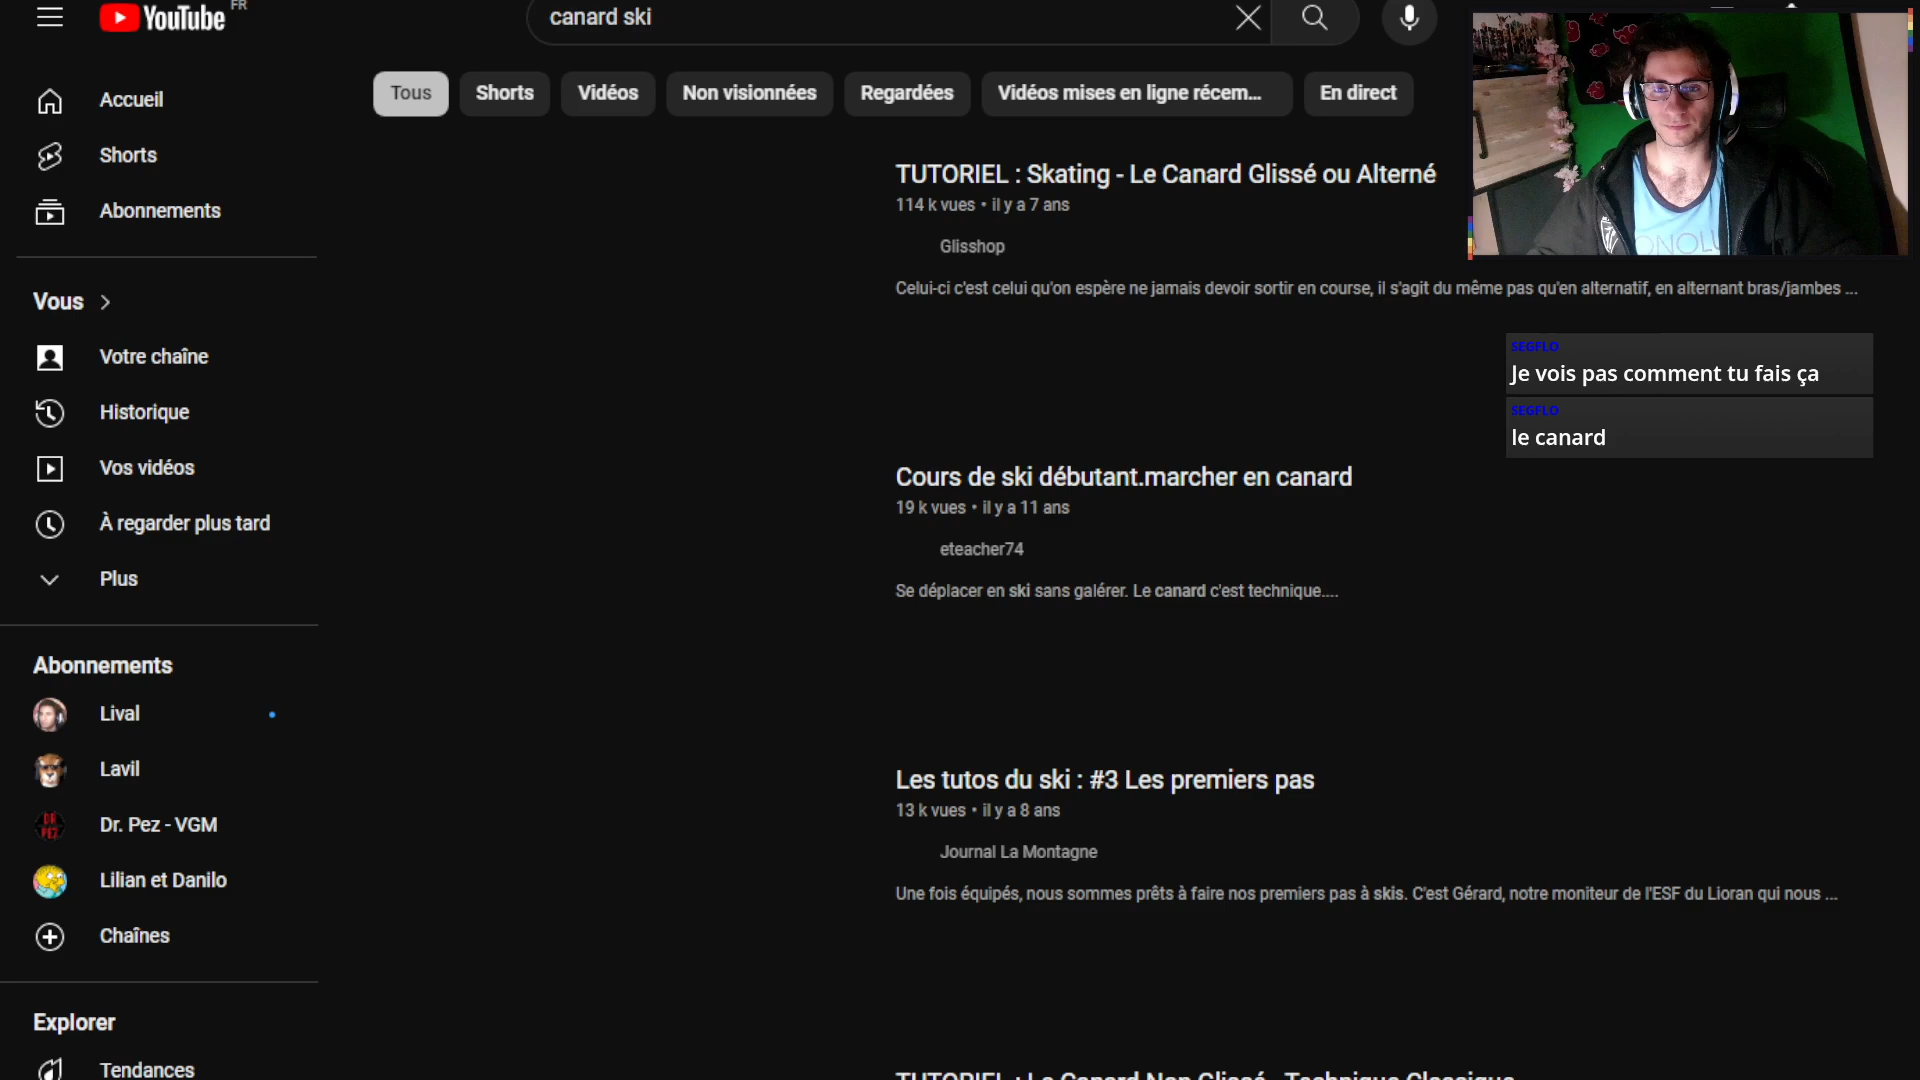 YouTube FR
canard ski
Tous
Shorts
Vidéos
Non visionnées
Regardées
Vidéos mises en ligne récem...
En direct
Accueil
Shorts
Abonnements
Vous
Votre chaîne
Historique
Vos vidéos
À regarder plus tard
Plus
Abonnements
Lival
Lavil
Dr. Pez - VGM
Lilian et Danilo
Chaînes
Explorer
Tendances
TUTORIEL : Skating - Le Canard Glissé ou Alterné
114 k vues • il y a 7 ans
Glisshop
Celui-ci c'est celui qu'on espère ne jamais devoir sortir en course, il s'agit du même pas qu'en alternatif, en alternant bras/jambes ...
Cours de ski débutant.marcher en canard
19 k vues • il y a 11 ans
eteacher74
Se déplacer en ski sans galérer. Le canard c'est technique....
Les tutos du ski : #3 Les premiers pas
13 k vues • il y a 8 ans
Journal La Montagne
Une fois équipés, nous sommes prêts à faire nos premiers pas à skis. C'est Gérard, notre moniteur de l'ESF du Lioran qui nous ...
TUTORIEL : Le Canard Non Glissé - Technique Classique
SEGFLO
Je vois pas comment tu fais ça
SEGFLO
le canard